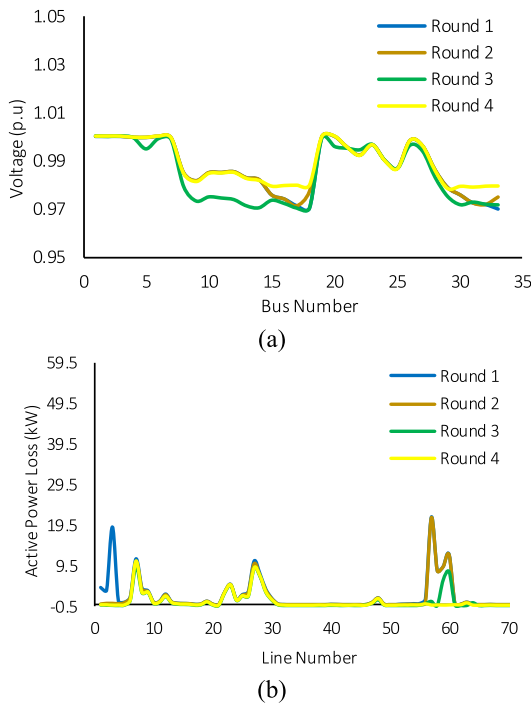 1.05
1.03
1.01
0.99
0.97
0.95
Voltage (p.u)
0 5 10 15 20 25 30 35
Bus Number
Round 1
Round 2
Round 3
Round 4
(a)
59.5
49.5
39.5
29.5
19.5
9.5
-0.5
Active Power Loss (kW)
0 10 20 30 40 50 60 70
Line Number
Round 1
Round 2
Round 3
Round 4
(b)